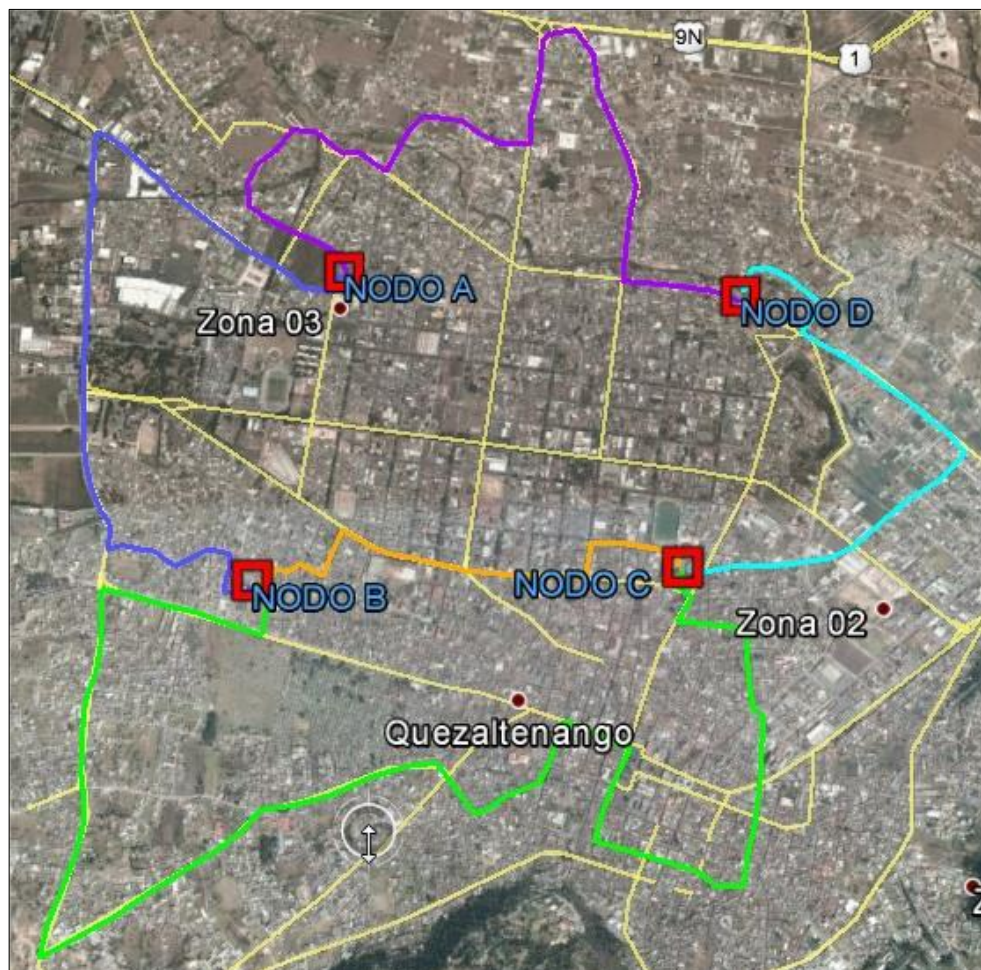 9N
1
NODO A
NODO D
Zona 03
NODO B
NODO C
Zona 02
Quezaltenango